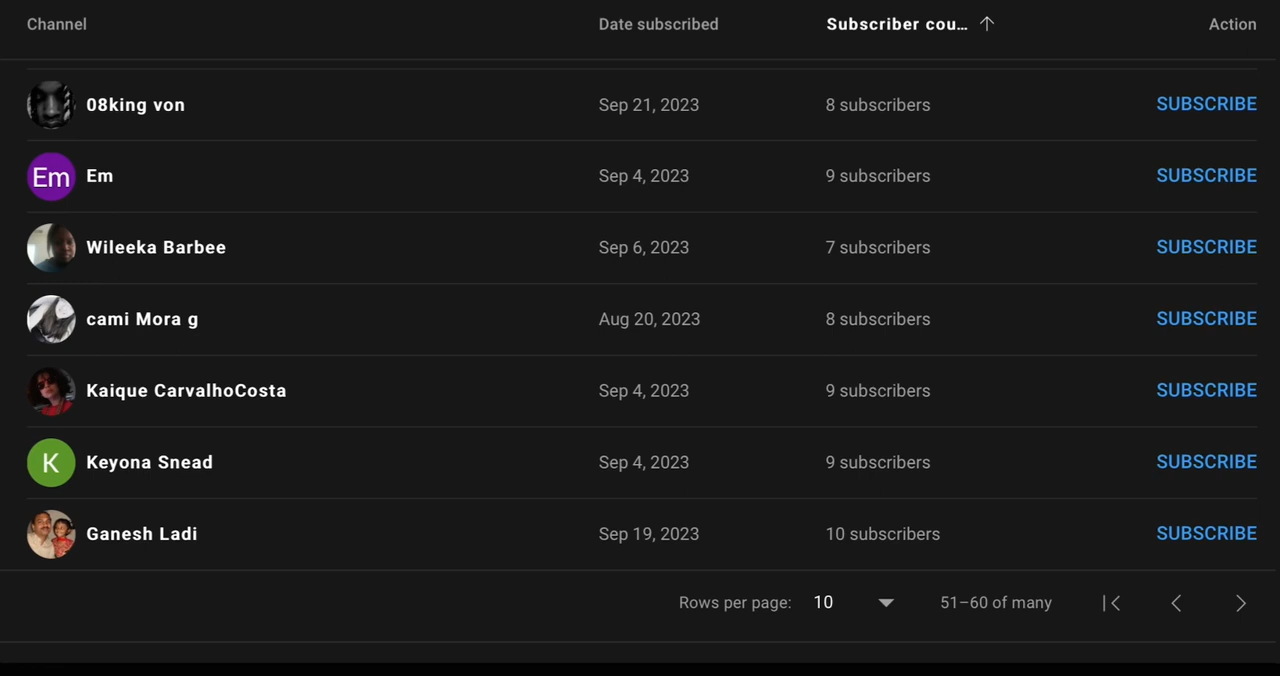 Channel Date subscribed Subscriber cou... Action
08king von Sep 21, 2023 8 subscribers SUBSCRIBE
Em Em Sep 4, 2023 9 subscribers SUBSCRIBE
Wileeka Barbee Sep 6, 2023 7 subscribers SUBSCRIBE
cami Mora g Aug 20, 2023 8 subscribers SUBSCRIBE
Kaique CarvalhoCosta Sep 4, 2023 9 subscribers SUBSCRIBE
K Keyona Snead Sep 4, 2023 9 subscribers SUBSCRIBE
Ganesh Ladi Sep 19, 2023 10 subscribers SUBSCRIBE
Rows per page: 10 51–60 of many